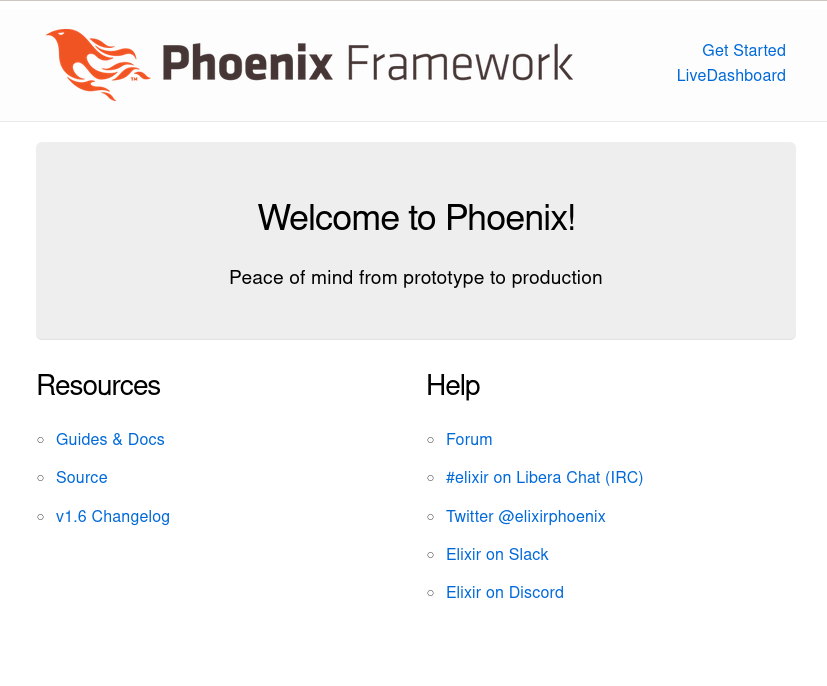 Phoenix Framework
Get Started
LiveDashboard
Welcome to Phoenix!
Peace of mind from prototype to production
Resources
Guides & Docs
Source
v1.6 Changelog
Help
Forum
#elixir on Libera Chat (IRC)
Twitter @elixirphoenix
Elixir on Slack
Elixir on Discord